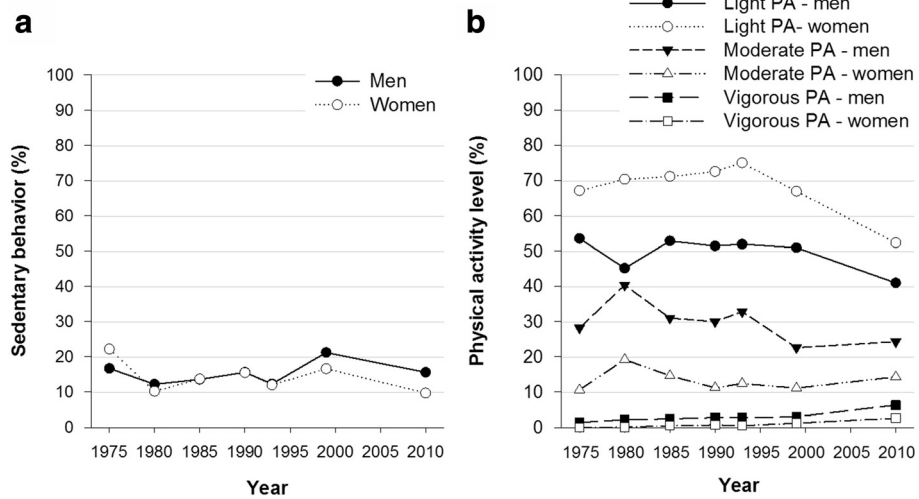 a
Sedentary behavior (%)
100
90
80
70
60
50
40
30
20
10
0
Men
Women
1975 1980 1985 1990 1995 2000 2005 2010
Year
b
Light PA - men
Light PA- women
Moderate PA - men
Moderate PA - women
Vigorous PA - men
Vigorous PA - women
Physical activity level (%)
100
90
80
70
60
50
40
30
20
10
0
1975 1980 1985 1990 1995 2000 2005 2010
Year